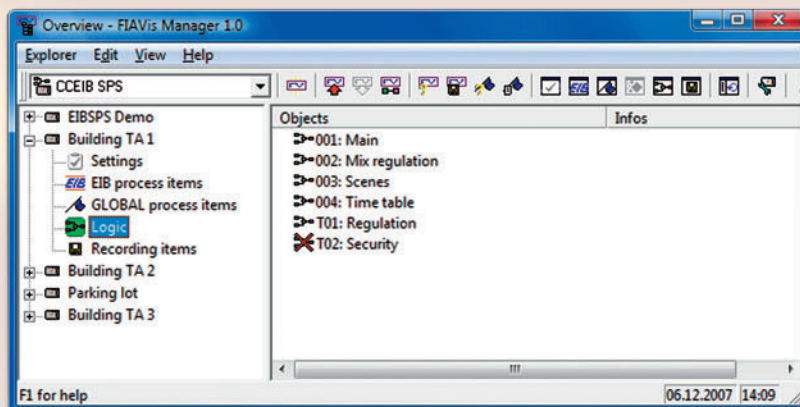 Overview - FIAVis Manager 1.0
Explorer Edit View Help
CCEIB SPS
EIB
EIBSPS Demo
Building TA 1
Settings
EIB EIB process items
GLOBAL process items
Logic
Recording items
Building TA 2
Parking lot
Building TA 3
Objects Infos
001: Main
002: Mix regulation
003: Scenes
004: Time table
T01: Regulation
T02: Security
F1 for help 06.12.2007 14:09